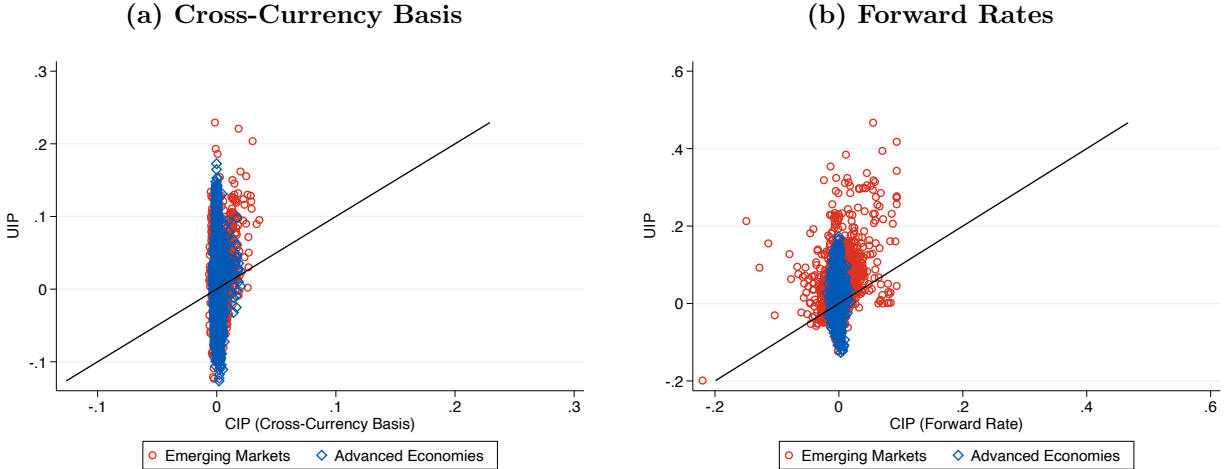 (a) Cross-Currency Basis
.3
.2
.1
0
-.1
UIP
-.1
0
.1
.2
.3
CIP (Cross-Currency Basis)
Emerging Markets
Advanced Economies
(b) Forward Rates
.6
.4
.2
0
-.2
UIP
-.2
0
.2
.4
.6
CIP (Forward Rate)
Emerging Markets
Advanced Economies